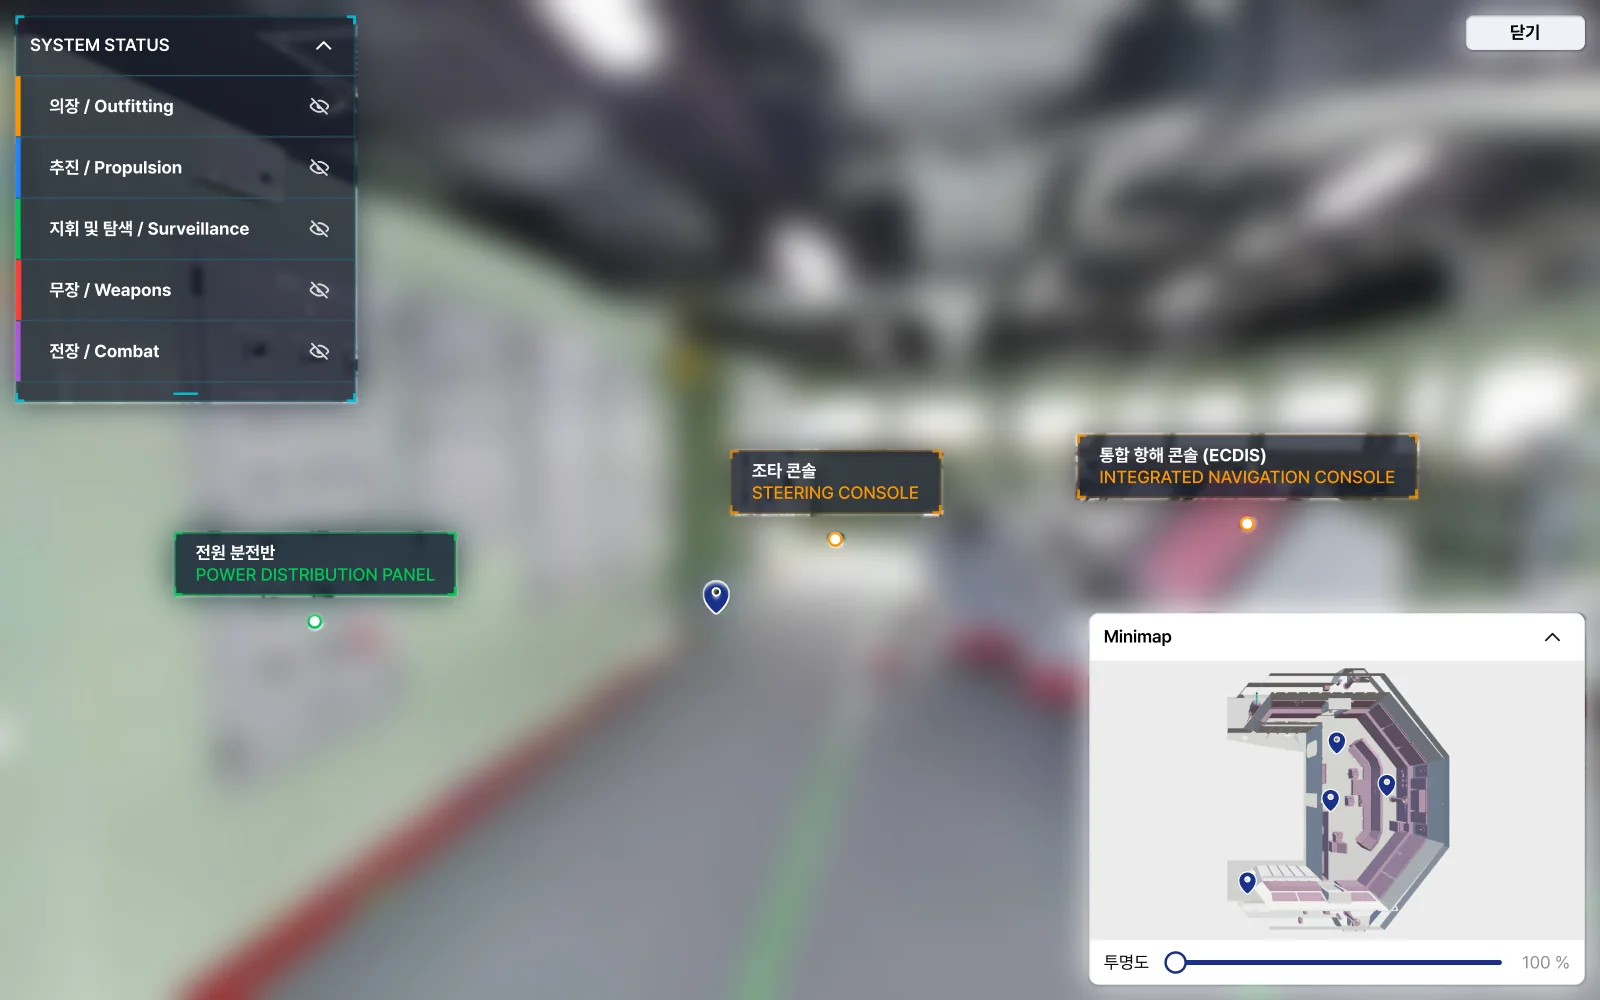 SYSTEM STATUS
의장 / Outfitting
추진 / Propulsion
지휘 및 탐색 / Surveillance
무장 / Weapons
전장 / Combat
닫기
통합 항해 콘솔 (ECDIS)
INTEGRATED NAVIGATION CONSOLE
조타 콘솔
STEERING CONSOLE
전원 분전반
POWER DISTRIBUTION PANEL
Minimap
투명도
100 %